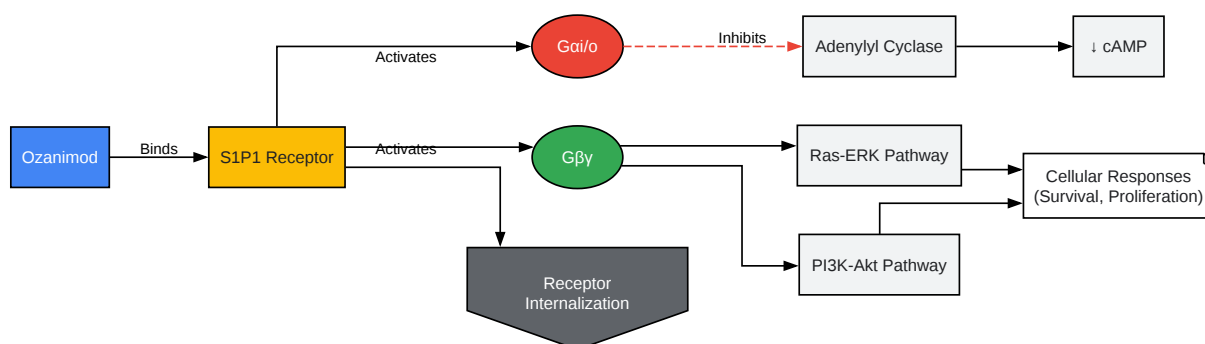 Gαi/o
Inhibits
Adenylyl Cyclase
↓ cAMP
Activates
Ozanimod
Binds
S1P1 Receptor
Activates
Gβγ
Ras-ERK Pathway
Cellular Responses
(Survival, Proliferation)
PI3K-Akt Pathway
Receptor
Internalization